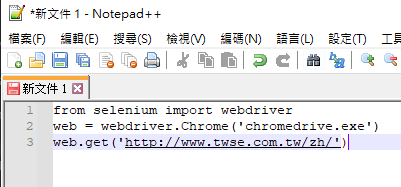 *新文件 1 - Notepad++
檔案(F) 編輯(E) 搜尋(S) 檢視(V) 編碼(N) 語言(L) 設定(T) 工具
新文件 1
1 from selenium import webdriver
2 web = webdriver.Chrome('chromedrive.exe')
3 web.get('http://www.twse.com.tw/zh/')